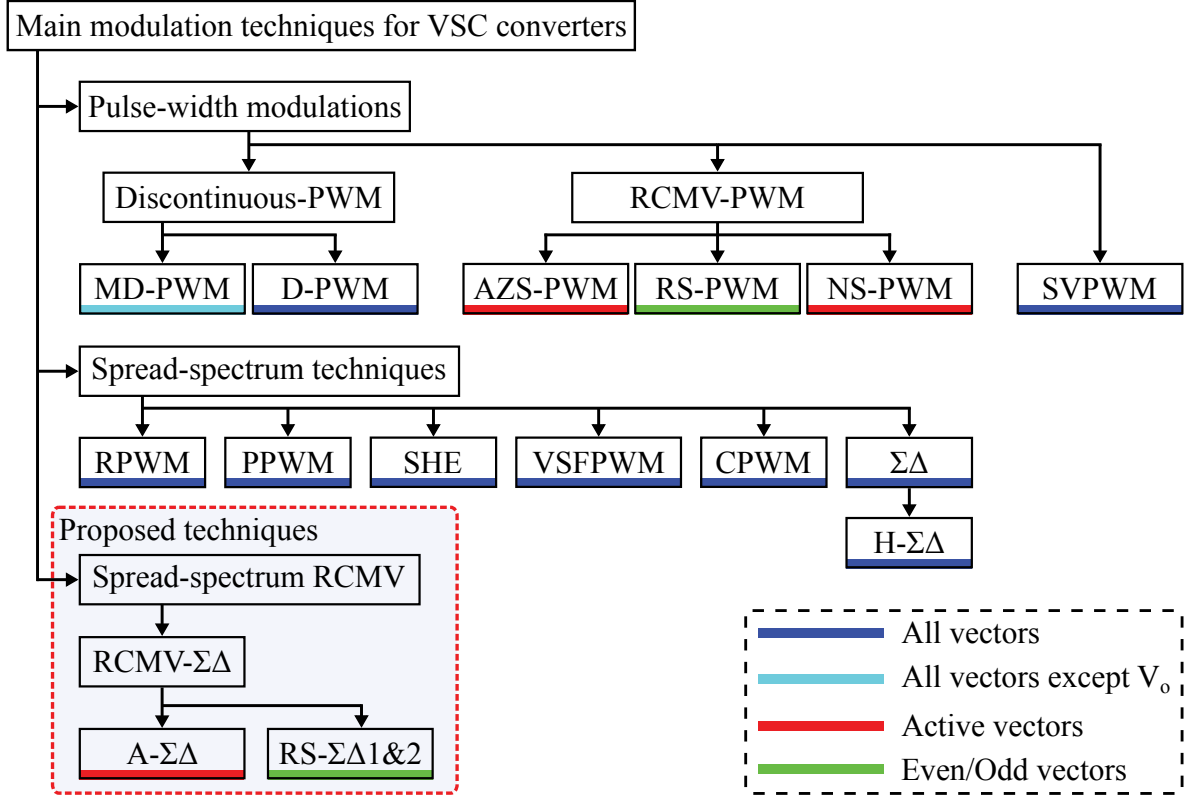 Main modulation techniques for VSC converters
Pulse-width modulations
Discontinuous-PWM
RCMV-PWM
MD-PWM
D-PWM
AZS-PWM
RS-PWM
NS-PWM
SVPWM
Spread-spectrum techniques
RPWM
PPWM
SHE
VSFPWM
CPWM
ΣΔ
H-ΣΔ
Proposed techniques
Spread-spectrum RCMV
RCMV-ΣΔ
A-ΣΔ
RS-ΣΔ1&2
All vectors
All vectors except Vo
Active vectors
Even/Odd vectors